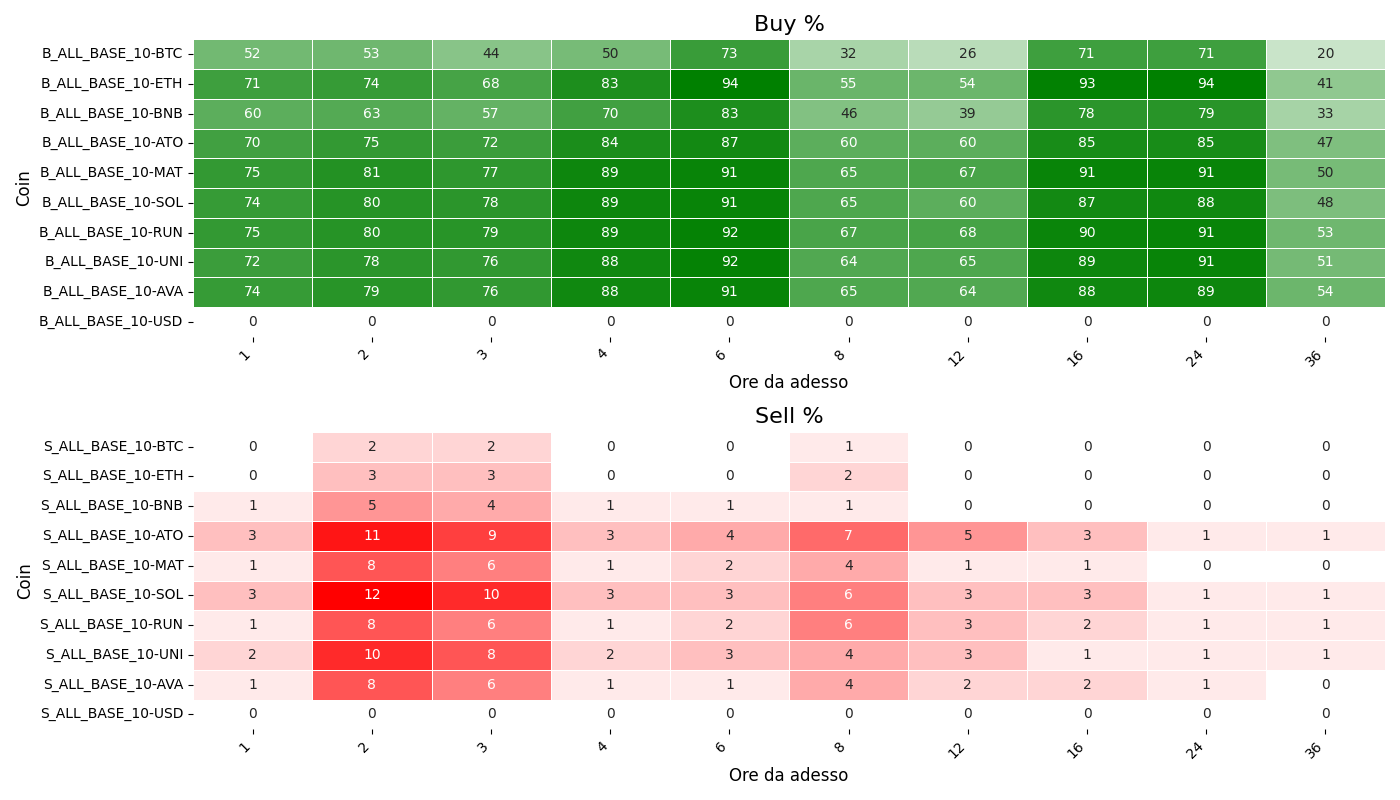 Buy %
Coin
B_ALL_BASE_10-BTC 52 53 44 50 73 32 26 71 71 20
B_ALL_BASE_10-ETH 71 74 68 83 94 55 54 93 94 41
B_ALL_BASE_10-BNB 60 63 57 70 83 46 39 78 79 33
B_ALL_BASE_10-ATO 70 75 72 84 87 60 60 85 85 47
B_ALL_BASE_10-MAT 75 81 77 89 91 65 67 91 91 50
B_ALL_BASE_10-SOL 74 80 78 89 91 65 60 87 88 48
B_ALL_BASE_10-RUN 75 80 79 89 92 67 68 90 91 53
B_ALL_BASE_10-UNI 72 78 76 88 92 64 65 89 91 51
B_ALL_BASE_10-AVA 74 79 76 88 91 65 64 88 89 54
B_ALL_BASE_10-USD 0 0 0 0 0 0 0 0 0 0
1 2 3 4 6 8 12 16 24 36
Ore da adesso
Sell %
Coin
S_ALL_BASE_10-BTC 0 2 2 0 0 1 0 0 0 0
S_ALL_BASE_10-ETH 0 3 3 0 0 2 0 0 0 0
S_ALL_BASE_10-BNB 1 5 4 1 1 1 0 0 0 0
S_ALL_BASE_10-ATO 3 11 9 3 4 7 5 3 1 1
S_ALL_BASE_10-MAT 1 8 6 1 2 4 1 1 0 0
S_ALL_BASE_10-SOL 3 12 10 3 3 6 3 3 1 1
S_ALL_BASE_10-RUN 1 8 6 1 2 6 3 2 1 1
S_ALL_BASE_10-UNI 2 10 8 2 3 4 3 1 1 1
S_ALL_BASE_10-AVA 1 8 6 1 1 4 2 2 1 0
S_ALL_BASE_10-USD 0 0 0 0 0 0 0 0 0 0
1 2 3 4 6 8 12 16 24 36
Ore da adesso